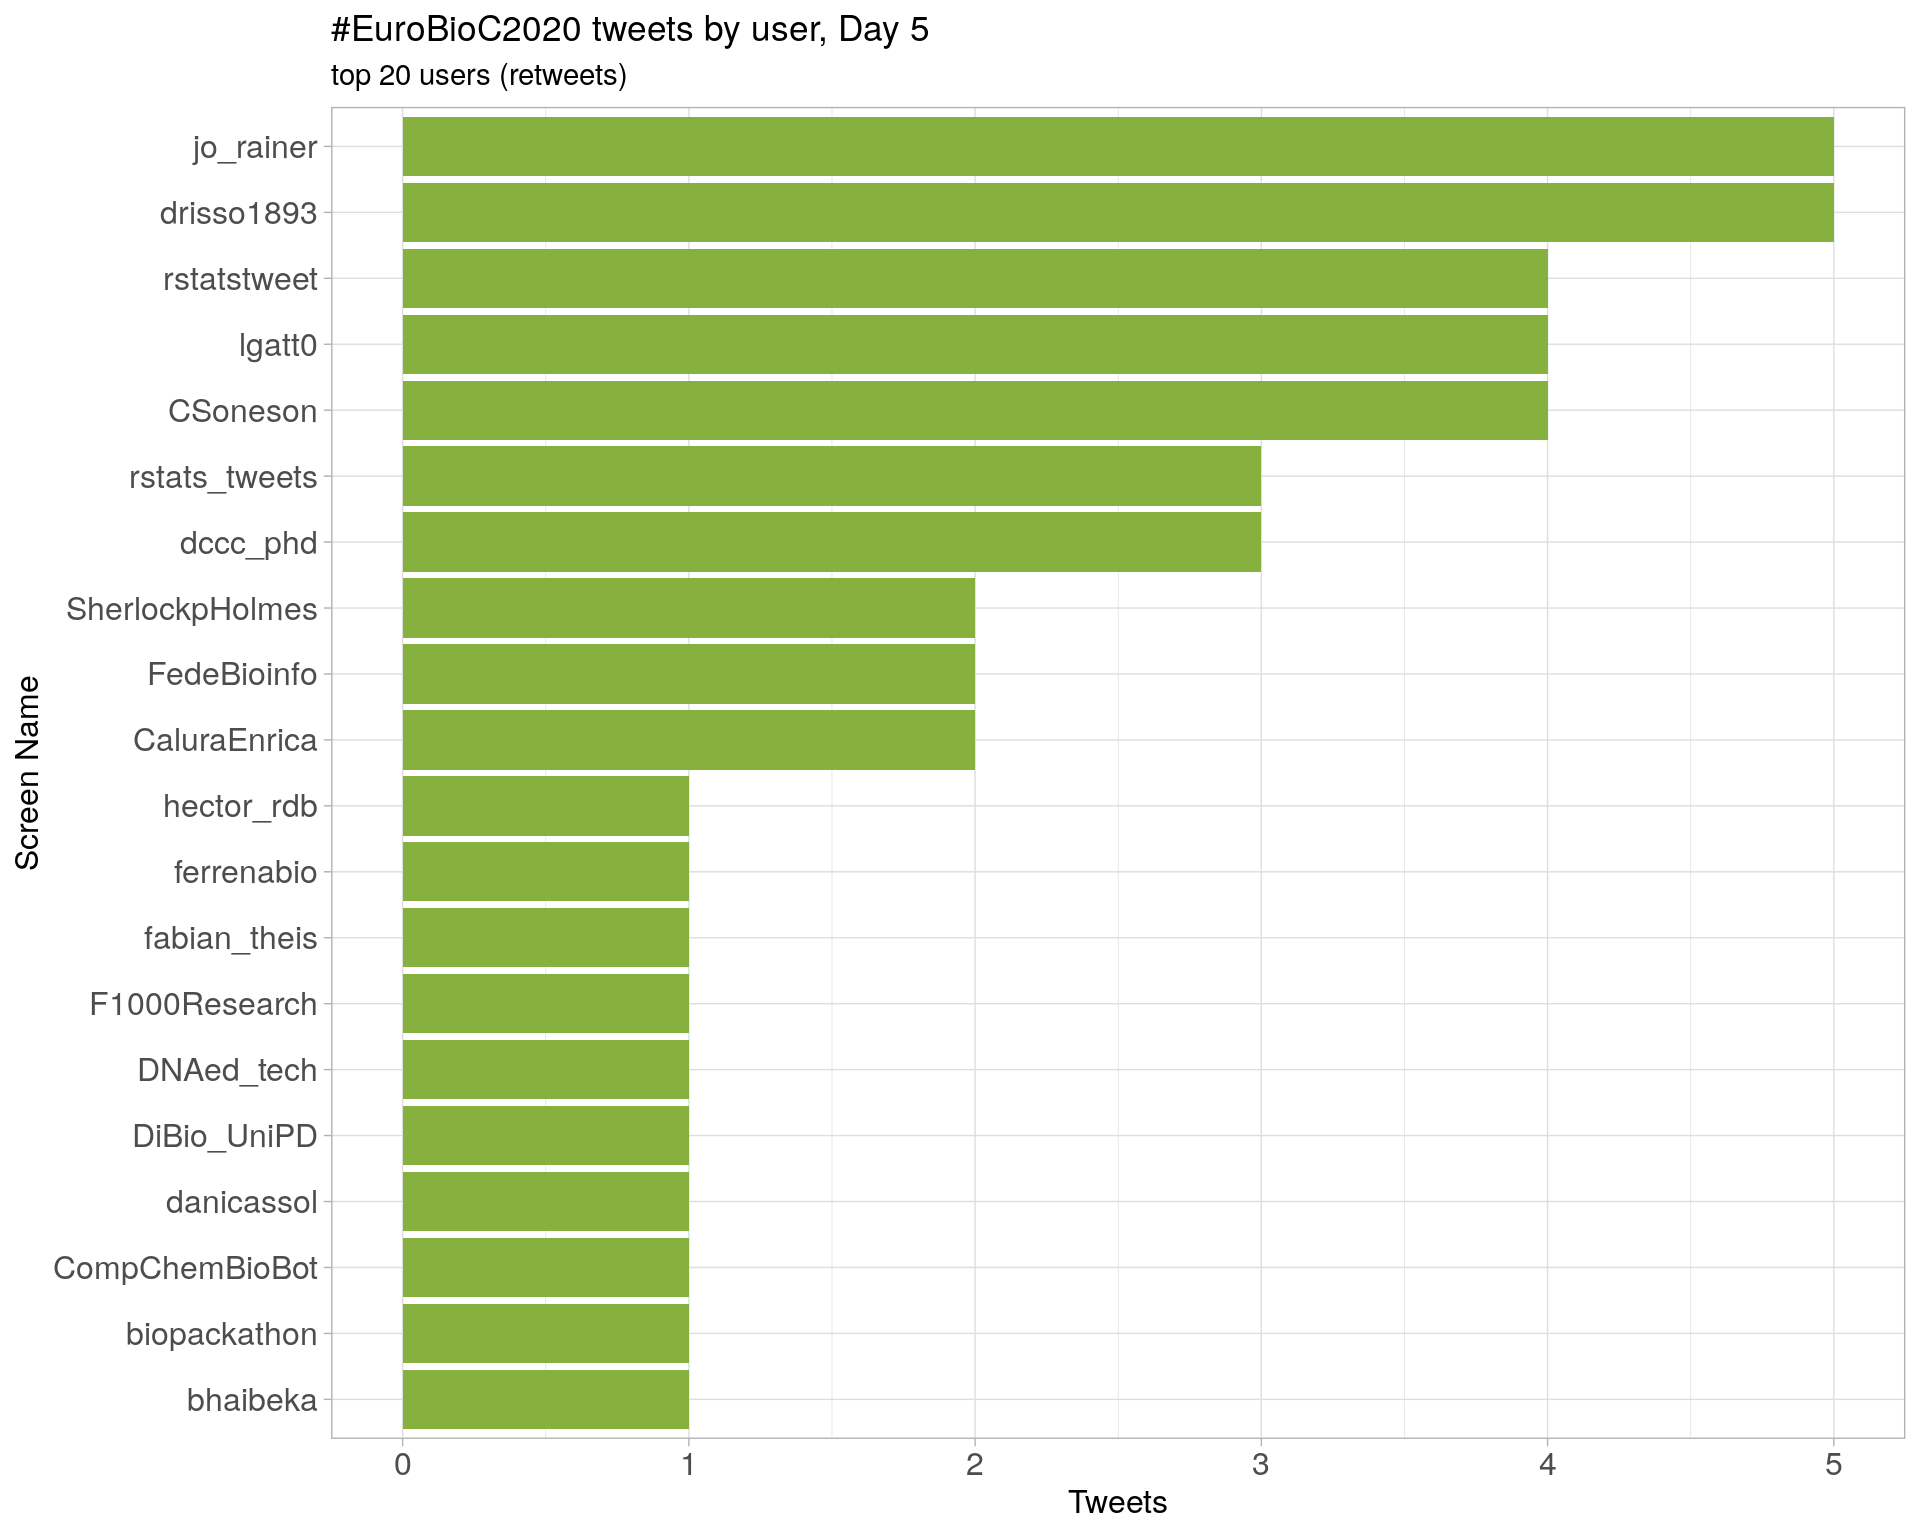 #EuroBioC2020 tweets by user, Day 5
top 20 users (retweets)
jo_rainer
drisso1893
rstatstweet
lgatt0
CSoneson
rstats_tweets
dccc_phd
SherlockpHolmes
FedeBioinfo
CaluraEnrica
hector_rdb
ferrenabio
fabian_theis
F1000Research
DNAed_tech
DiBio_UniPD
danicassol
CompChemBioBot
biopackathon
bhaibeka
Screen Name
0 1 2 3 4 5
Tweets